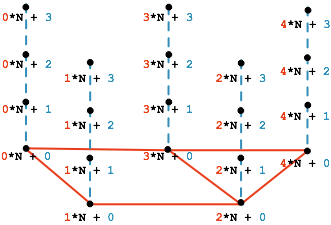 0*N + 3
3*N + 3
4*N + 3
0*N + 2
3*N + 2
4*N + 2
1*N + 3
2*N + 3
0*N + 1
3*N + 1
4*N + 1
1*N + 2
2*N + 2
0*N + 0
3*N + 0
4*N + 0
1*N + 1
2*N + 1
1*N + 0
2*N + 0